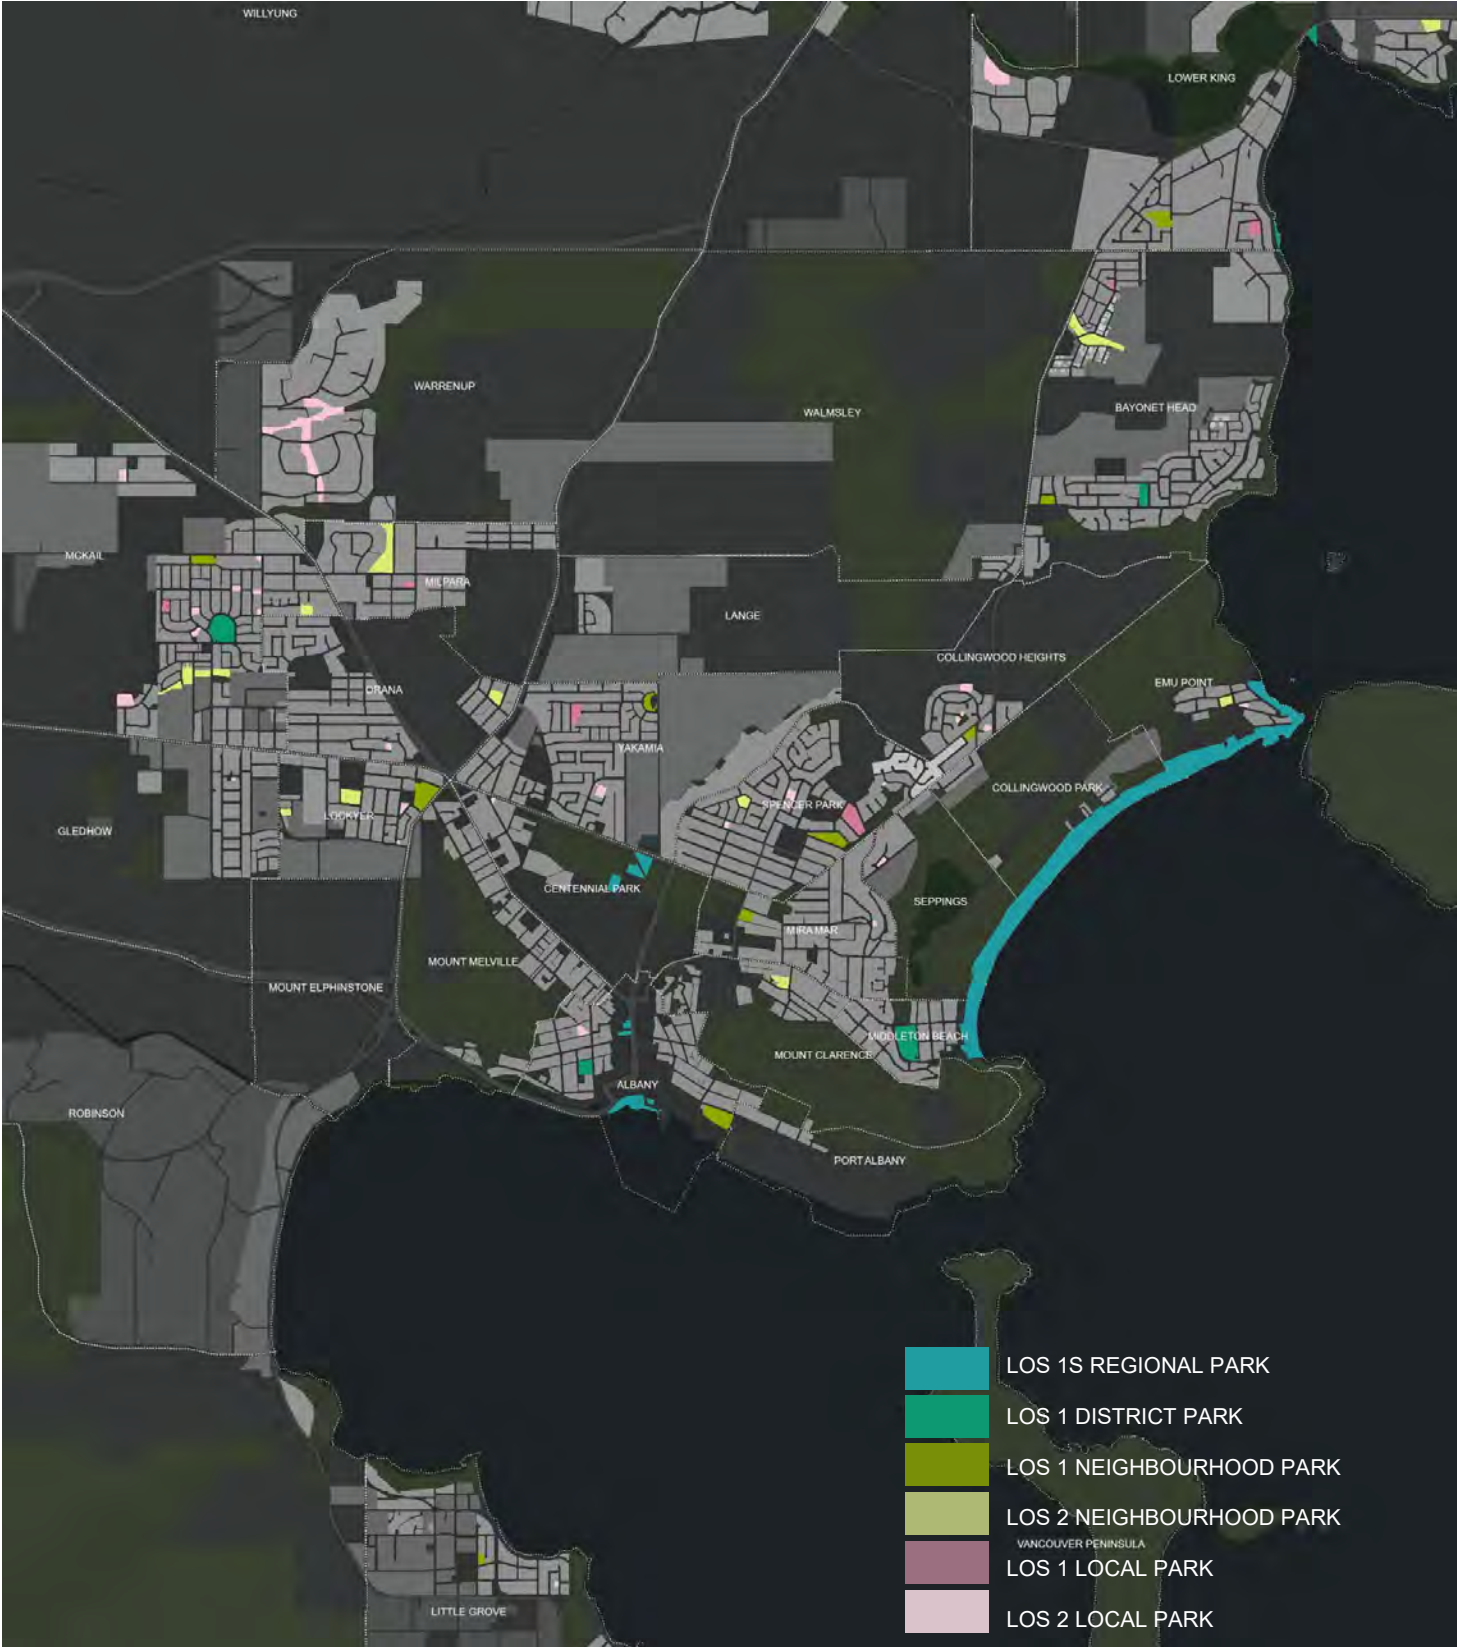 WILLYUNG
LOWER KING
WARRENUP
WALMSLEY
BAYONET HEAD
MCKAIL
MILPARA
LANGE
COLLINGWOOD HEIGHTS
EMU POINT
ORANA
YAKAMIA
COLLINGWOOD PARK
SPENCER PARK
LOCKYER
GLEDHOW
CENTENNIAL PARK
SEPPINGS
MIRA MAR
MOUNT MELVILLE
MOUNT ELPHINSTONE
MIDDLETON BEACH
MOUNT CLARENCE
ALBANY
ROBINSON
PORT ALBANY
LOS 1S REGIONAL PARK
LOS 1 DISTRICT PARK
LOS 1 NEIGHBOURHOOD PARK
LOS 2 NEIGHBOURHOOD PARK
VANCOUVER PENINSULA
LOS 1 LOCAL PARK
LITTLE GROVE
LOS 2 LOCAL PARK